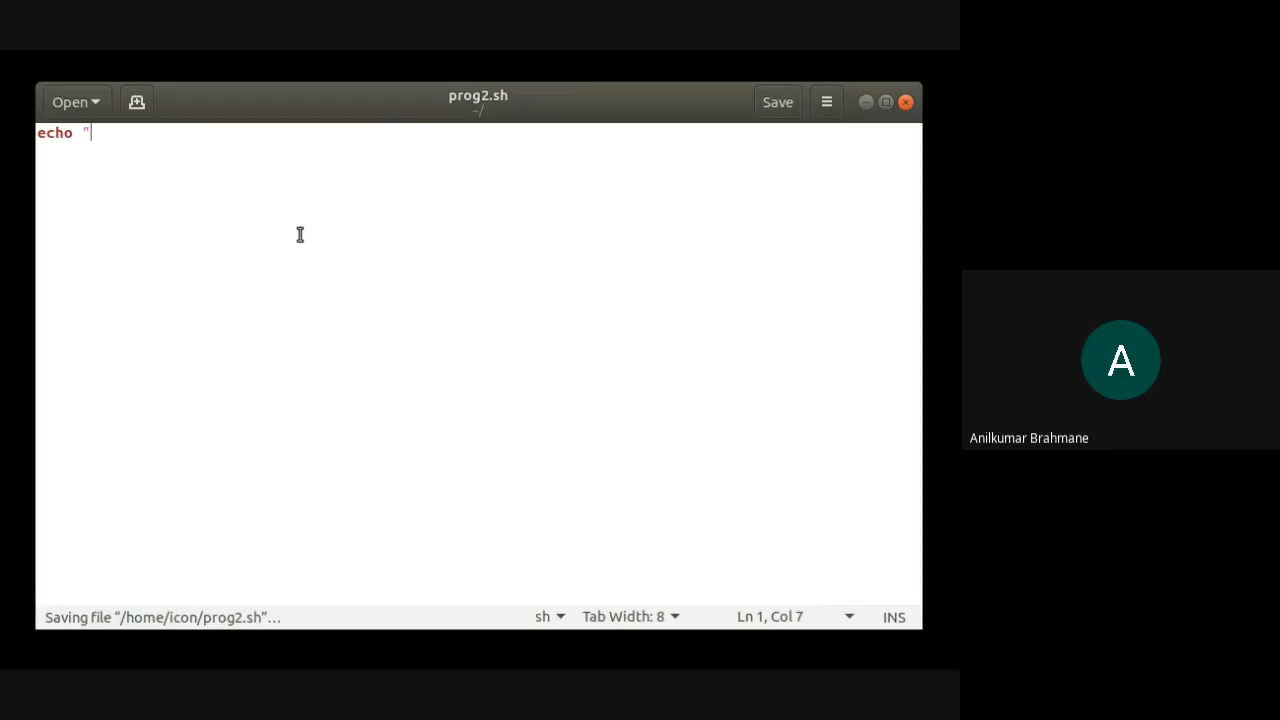 Open
prog2.sh
~/
Save
echo "
A
Anilkumar Brahmane
Saving file “/home/icon/prog2.sh”…
sh
Tab Width: 8
Ln 1, Col 7
INS